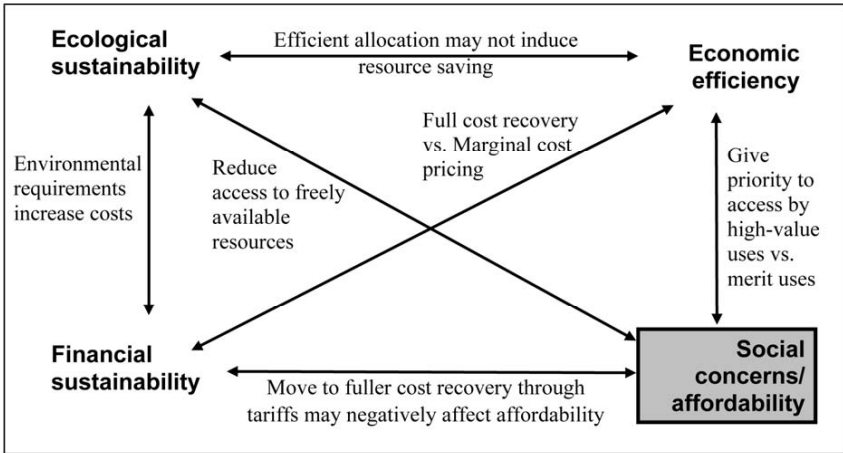 Ecological
sustainability
Efficient allocation may not induce
resource saving
Economic
efficiency
Full cost recovery
vs. Marginal cost
pricing
Environmental
requirements
increase costs
Reduce
access to freely
available
resources
Give
priority to
access by
high-value
uses vs.
merit uses
Financial
sustainability
Move to fuller cost recovery through
tariffs may negatively affect affordability
Social
concerns/
affordability